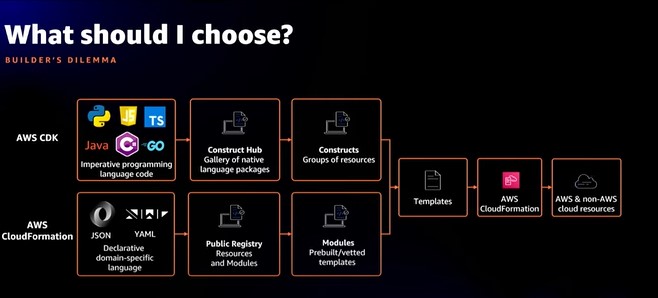 What should I choose?
BUILDER'S DILEMMA
AWS CDK
JS
TS
Java
C#
GO
Imperative programming
language code
Construct Hub
Gallery of native
language packages
Constructs
Groups of resources
Templates
AWS
CloudFormation
AWS & non-AWS
cloud resources
AWS
CloudFormation
JSON
YAML
Declarative
domain-specific
language
Public Registry
Resources
and Modules
Modules
Prebuilt/vetted
templates